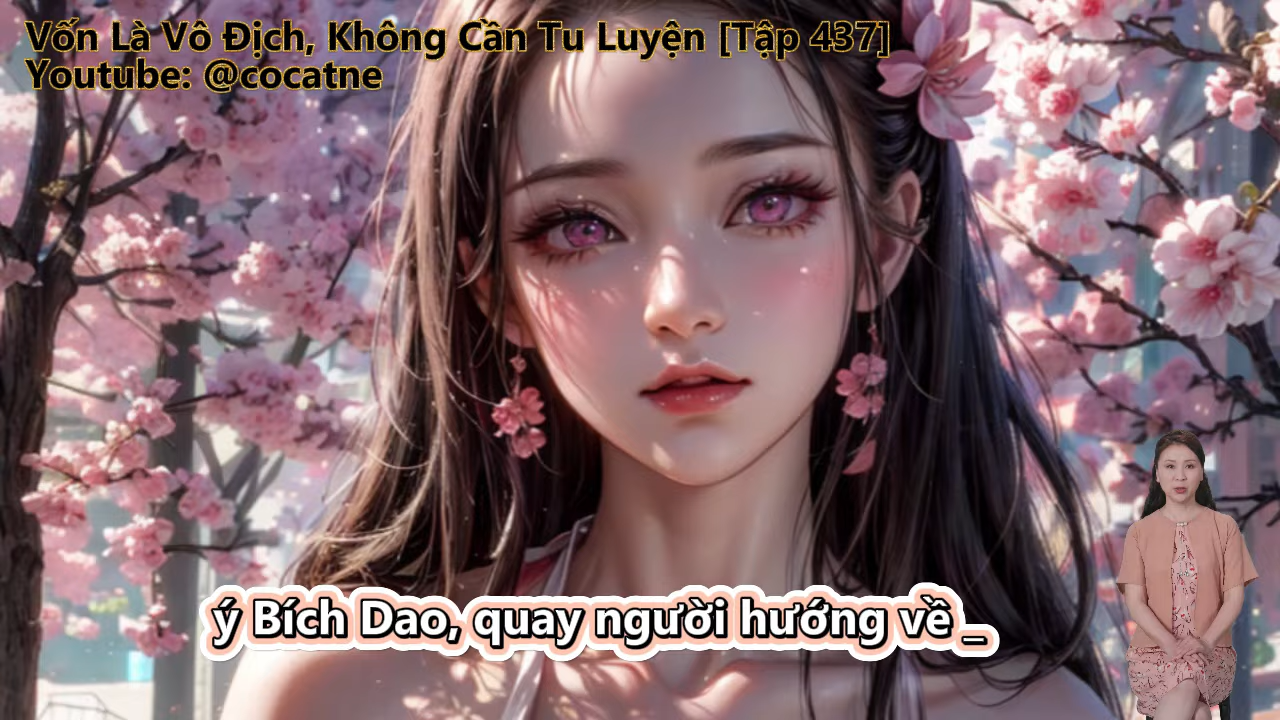 Vốn Là Vô Địch, Không Cần Tu Luyện [Tập 437]
Youtube: @cocatne
ý Bích Dao, quay người hướng về _